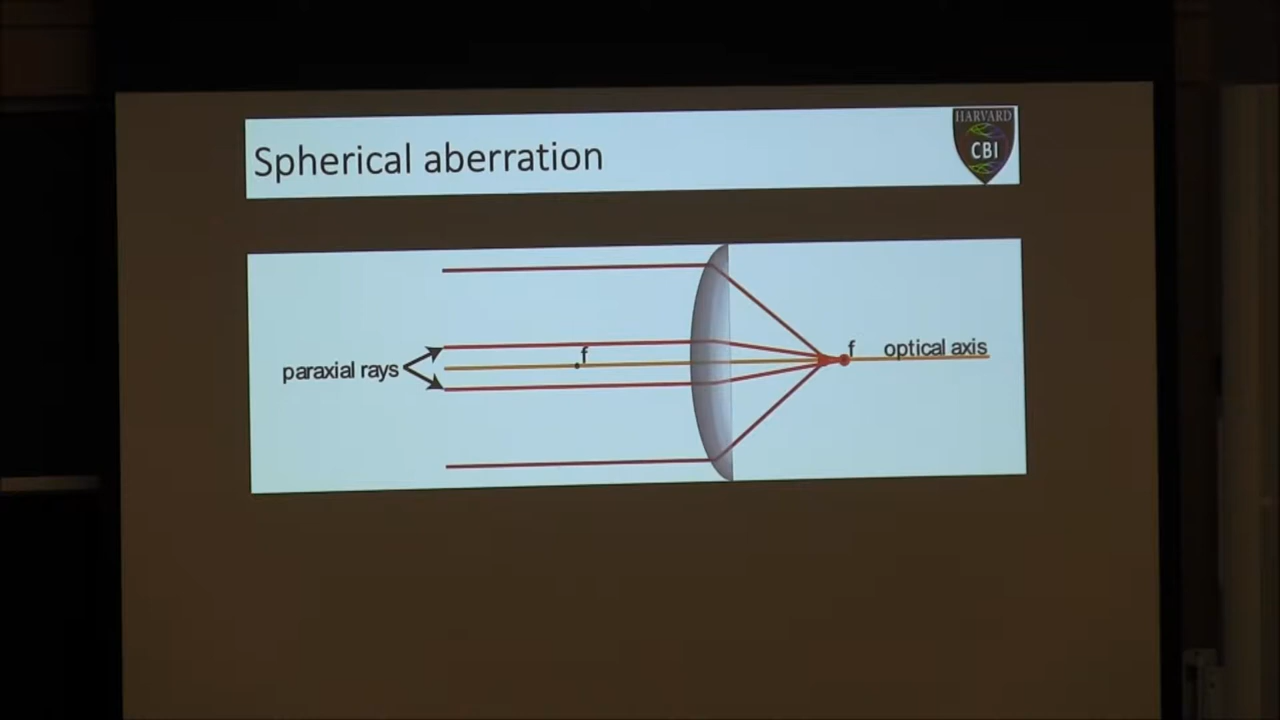 Spherical aberration
HARVARD
CBI
f
f
optical axis
paraxial rays